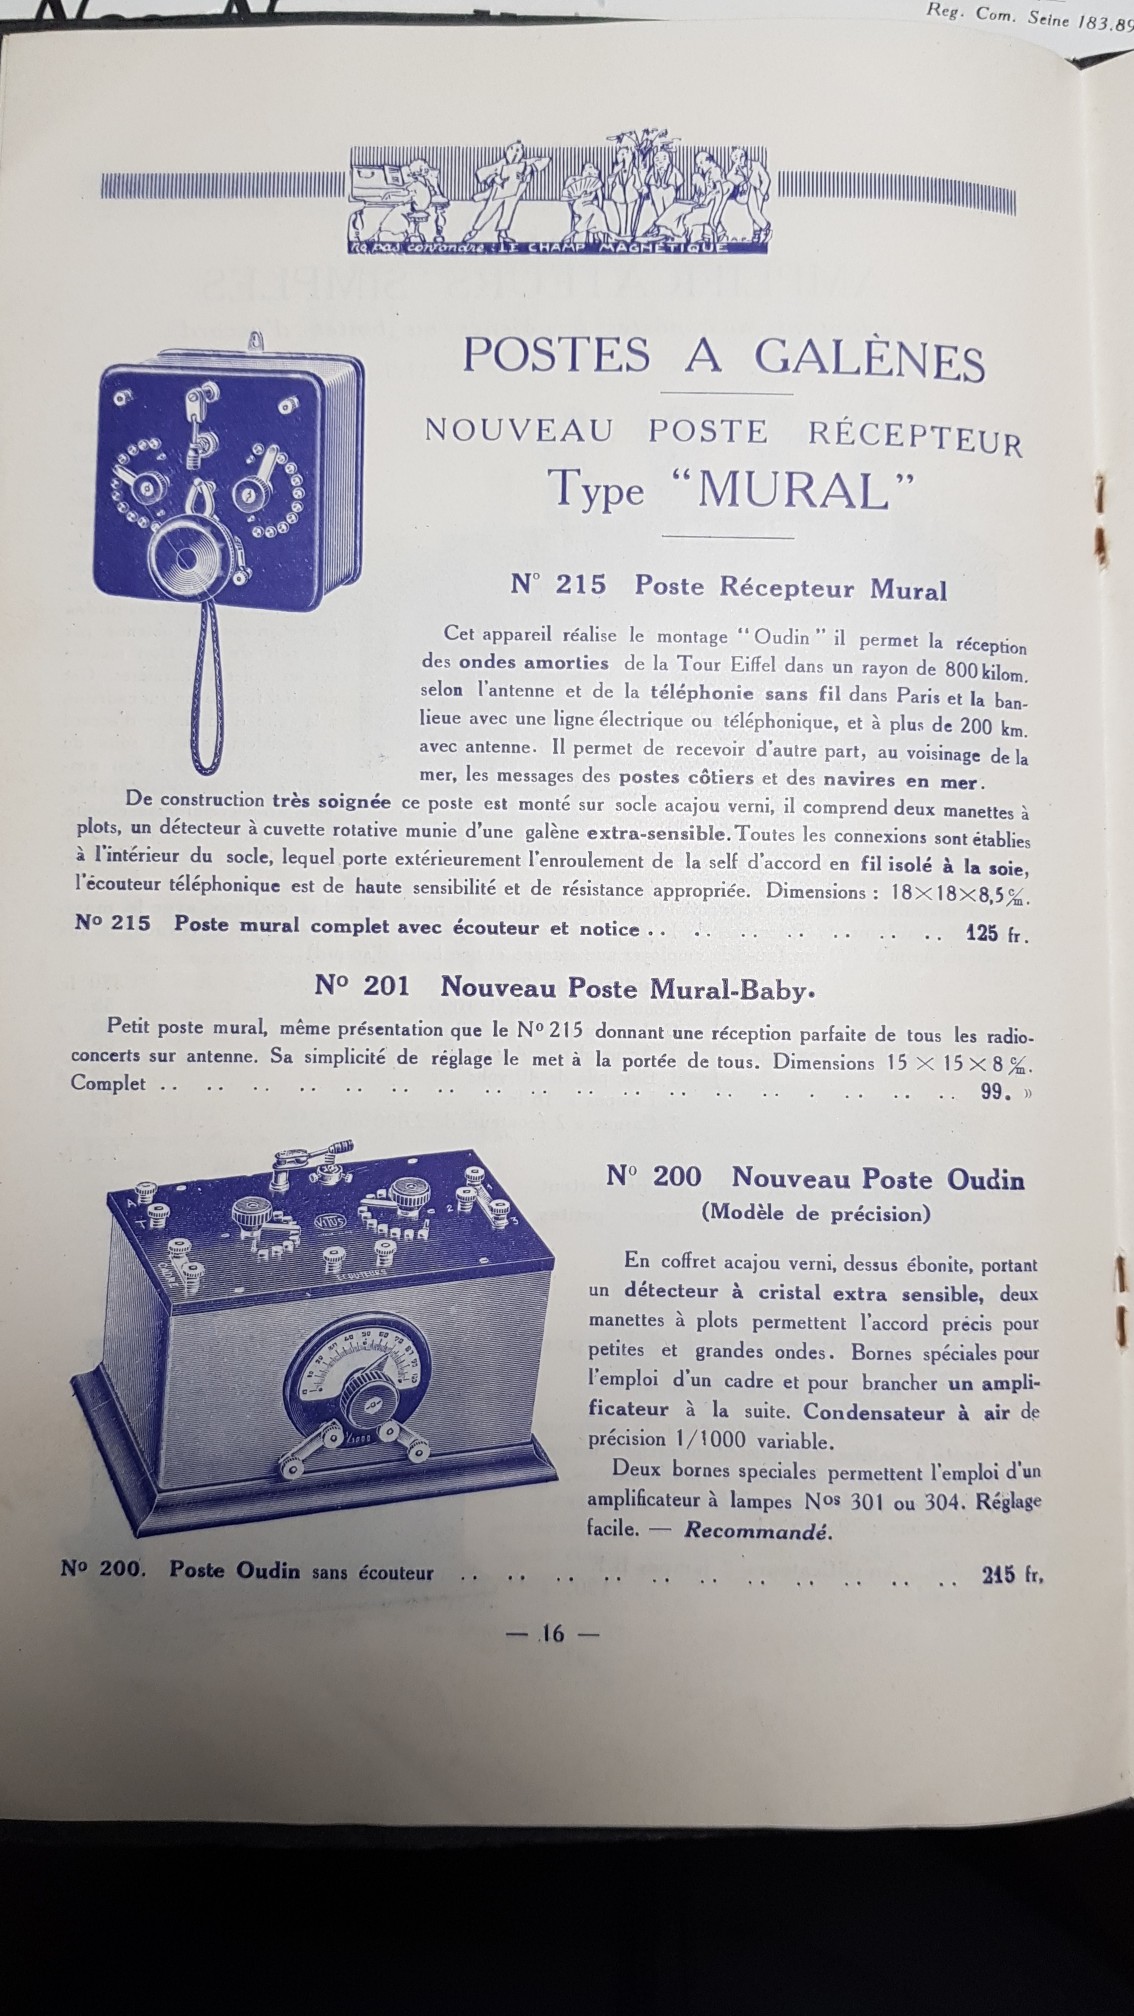 Reg. Com. Seine 183.89
ne pas confondre : LE CHAMP MAGNÉTIQUE
POSTES A GALÈNES
NOUVEAU POSTE RÉCEPTEUR
Type "MURAL"
N° 215 Poste Récepteur Mural
Cet appareil réalise le montage "Oudin" il permet la réception
des ondes amorties de la Tour Eiffel dans un rayon de 800 kilom.
selon l'antenne et de la téléphonie sans fil dans Paris et la ban-
lieue avec une ligne électrique ou téléphonique, et à plus de 200 km.
avec antenne. Il permet de recevoir d'autre part, au voisinage de la
mer, les messages des postes côtiers et des navires en mer.
De construction très soignée ce poste est monté sur socle acajou verni, il comprend deux manettes à
plots, un détecteur à cuvette rotative munie d'une galène extra-sensible. Toutes les connexions sont établies
à l'intérieur du socle, lequel porte extérieurement l'enroulement de la self d'accord en fil isolé à la soie,
l'écouteur téléphonique est de haute sensibilité et de résistance appropriée. Dimensions : 18×18×8,5 c/m.
No 215 Poste mural complet avec écouteur et notice .. .. .. .. .. .. .. 125 fr.
No 201 Nouveau Poste Mural-Baby.
Petit poste mural, même présentation que le No 215 donnant une réception parfaite de tous les radio-
concerts sur antenne. Sa simplicité de réglage le met à la portée de tous. Dimensions 15 × 15 × 8 c/m.
Complet .. .. .. .. .. .. .. .. .. .. .. .. .. .. . .. .. .. 99. »
N° 200 Nouveau Poste Oudin
(Modèle de précision)
En coffret acajou verni, dessus ébonite, portant
un détecteur à cristal extra sensible, deux
manettes à plots permettent l'accord précis pour
petites et grandes ondes. Bornes spéciales pour
l'emploi d'un cadre et pour brancher un ampli-
ficateur à la suite. Condensateur à air de
précision 1/1000 variable.
Deux bornes spéciales permettent l'emploi d'un
amplificateur à lampes Nos 301 ou 304. Réglage
facile. — Recommandé.
A
T
CADRE
VITUS
ECOUTEURS
1
2
3
1/1000
No 200. Poste Oudin sans écouteur .. .. .. .. .. .. .. .. .. .. .. 215 fr,
— 16 —